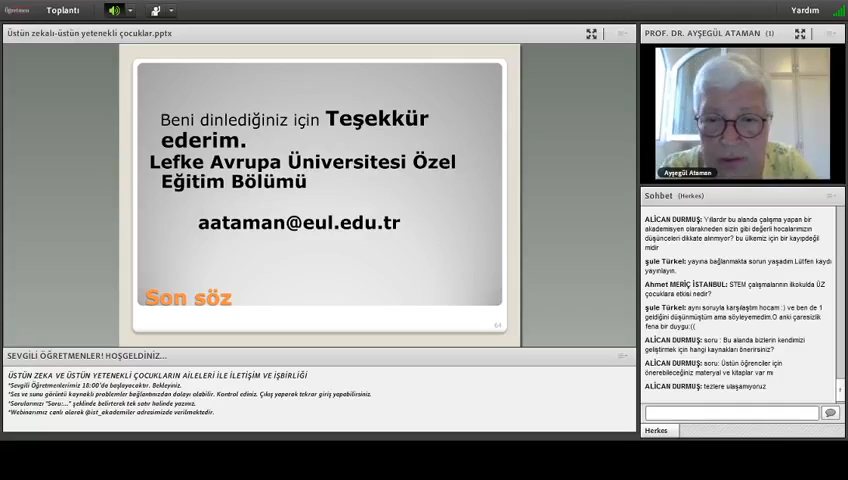 Öğretmen Toplantı Yardım
Üstün zekalı-üstün yetenekli çocuklar.pptx
Beni dinlediğiniz için Teşekkür
ederim.
Lefke Avrupa Üniversitesi Özel
Eğitim Bölümü
aataman@eul.edu.tr
Son söz
64
SEVGİLİ ÖĞRETMENLER! HOŞGELDİNİZ...
ÜSTÜN ZEKA VE ÜSTÜN YETENEKLİ ÇOCUKLARIN AİLELERİ İLE İLETİŞİM VE İŞBİRLİĞİ
*Sevgili Öğretmenlerimiz 18:00'da başlayacaktır. Bekleyiniz.
*Ses ve sunu görüntü kaynaklı problemler bağlantınızdan dolayı olabilir. Kontrol ediniz. Çıkış yaparak tekrar giriş yapabilirsiniz.
*Sorularınızı "Soru:..." şeklinde belirterek tek satır halinde yazınız.
*Webinarımız canlı olarak @ist_akademiler adresimizde verilmektedir.
PROF. DR. AYŞEGÜL ATAMAN (1)
Ayşegül Ataman
Sohbet (Herkes)
ALİCAN DURMUŞ: Yıllardır bu alanda çalışma yapan bir
akademisyen olarakneden sizin gibi değerli hocalarımızın
düşünceleri dikkate alınmıyor? bu ülkemiz için bir kayıpdeğil
midir
şule Türkel: yayına bağlanmakta sorun yaşadım Lütfen kaydı
yayınlayın.
Ahmet MERİÇ İSTANBUL: STEM çalışmalarının ilkokulda ÜZ
çocuklara etkisi nedir?
şule Türkel: aynı soruyla karşılaştım hocam :) ve ben de 1
geldiğini düşünmüştüm ama söyleyemedim.O anki çaresizlik
fena bir duygu:((
ALİCAN DURMUŞ: soru : Bu alanda bizlerin kendimizi
geliştirmek için hangi kaynakları önerirsiniz?
ALİCAN DURMUŞ: soru: Üstün öğrenciler için
önerebileceğiniz materyal ve kitaplar var mı
ALİCAN DURMUŞ: tezlere ulaşamıyoruz
Herkes